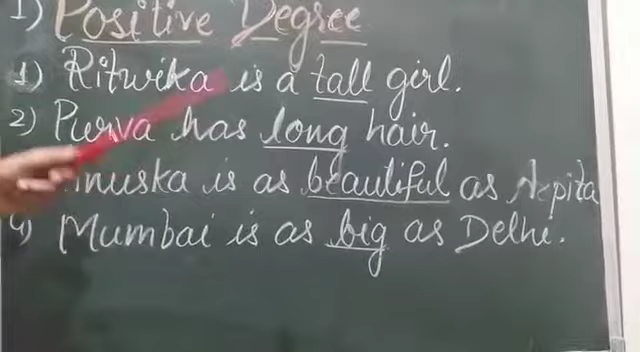 1) Positive Degree
1) Ritwika is a tall girl.
2) Purva has long hair.
nuska is as beautiful as Arpita
4) Mumbai is as big as Delhi.